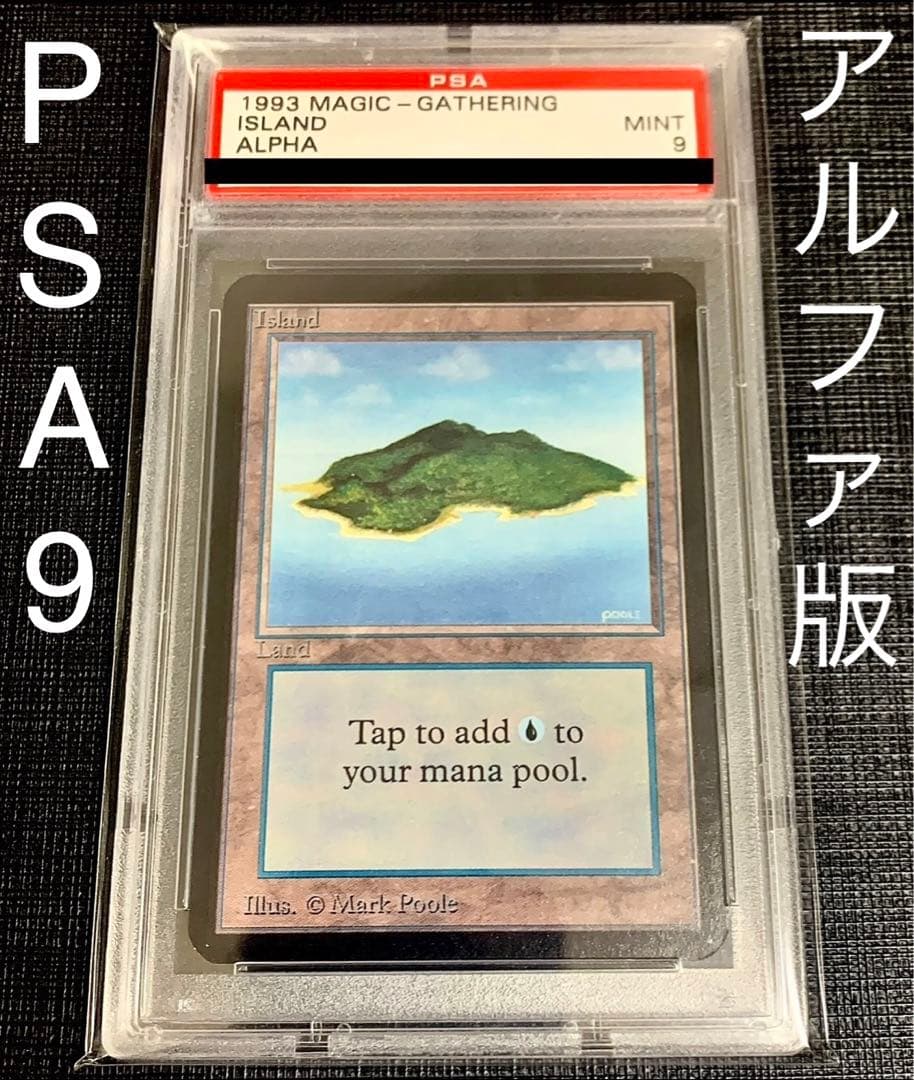 PSA9
アルファ版
PSA
1993 MAGIC - GATHERING
ISLAND MINT
ALPHA 9
Island
POOLE
Land
Tap to add to
your mana pool.
Illus. © Mark Poole